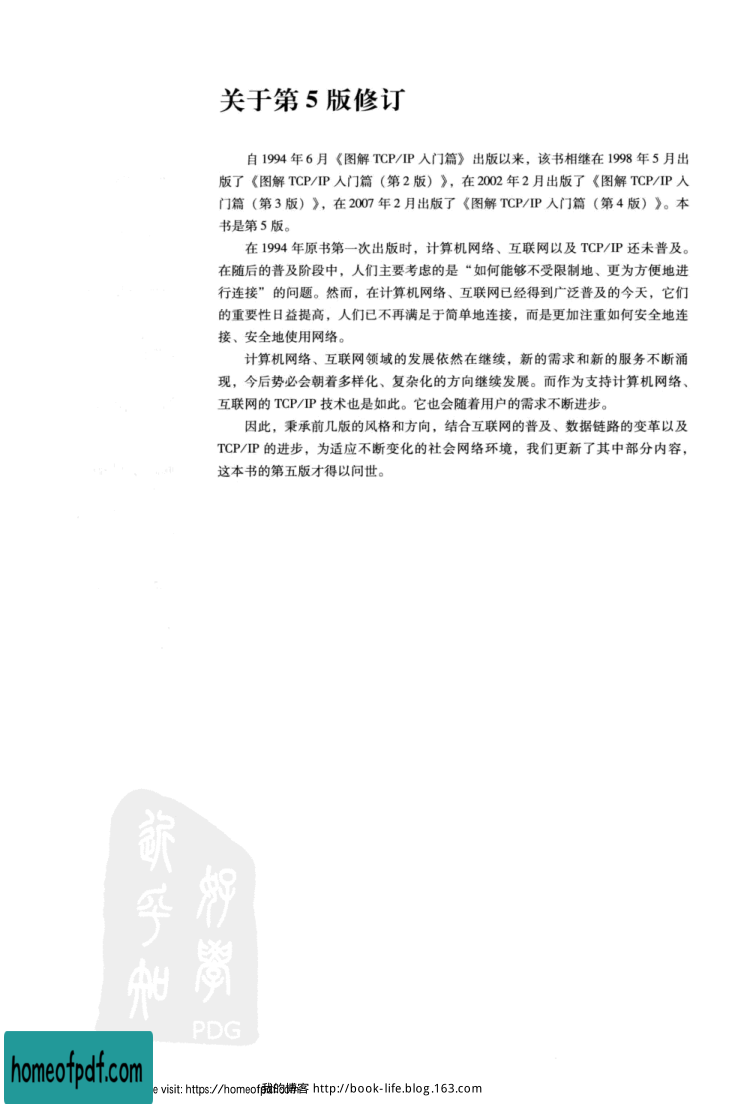 关于第 5 版修订
自 1994 年 6 月《图解 TCP/IP 入门篇》出版以来，该书相继在 1998 年 5 月出
版了《图解 TCP/IP 入门篇（第 2 版）》，在 2002 年 2 月出版了《图解 TCP/IP 入
门篇（第 3 版）》，在 2007 年 2 月出版了《图解 TCP/IP 入门篇（第 4 版）》。本
书是第 5 版。
在 1994 年原书第一次出版时，计算机网络、互联网以及 TCP/IP 还未普及。
在随后的普及阶段中，人们主要考虑的是“如何能够不受限制地、更为方便地进
行连接”的问题。然而，在计算机网络、互联网已经得到广泛普及的今天，它们
的重要性日益提高，人们已不再满足于简单地连接，而是更加注重如何安全地连
接、安全地使用网络。
计算机网络、互联网领域的发展依然在继续，新的需求和新的服务不断涌
现，今后势必会朝着多样化、复杂化的方向继续发展。而作为支持计算机网络、
互联网的 TCP/IP 技术也是如此。它也会随着用户的需求不断进步。
因此，秉承前几版的风格和方向，结合互联网的普及、数据链路的变革以及
TCP/IP 的进步，为适应不断变化的社会网络环境，我们更新了其中部分内容，
这本书的第五版才得以问世。
好學
近乎知
PDG
homeofpdf.com
e visit: https://homeofpdf.com
我的博客 http://book-life.blog.163.com